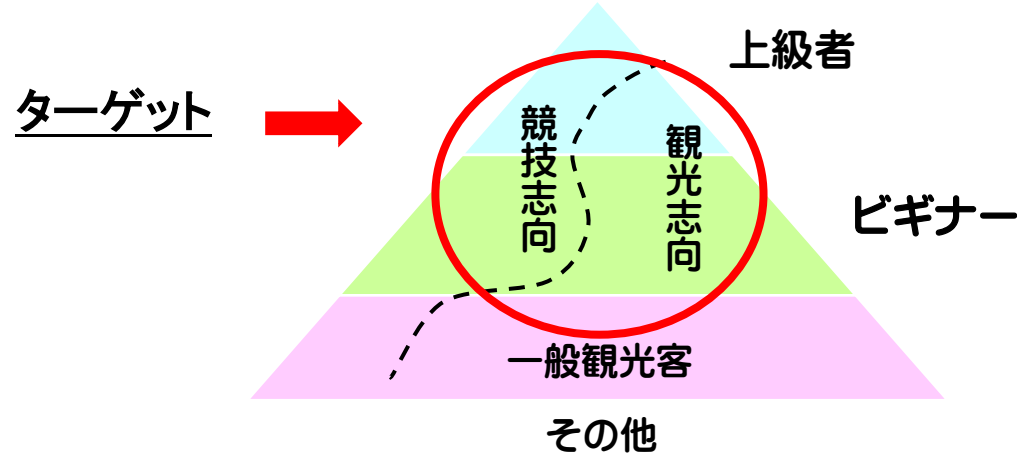 上級者
ターゲット
競技志向
観光志向
ビギナー
一般観光客
その他